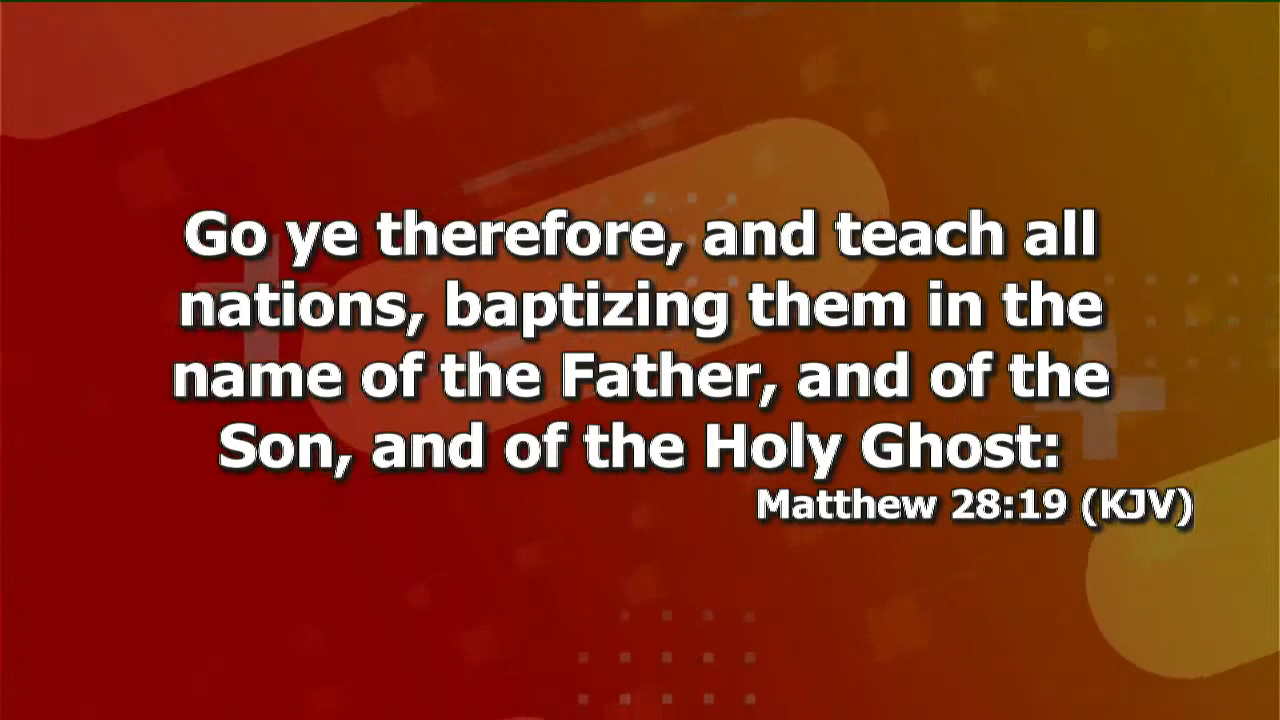 Go ye therefore, and teach all
nations, baptizing them in the
name of the Father, and of the
Son, and of the Holy Ghost:
Matthew 28:19 (KJV)